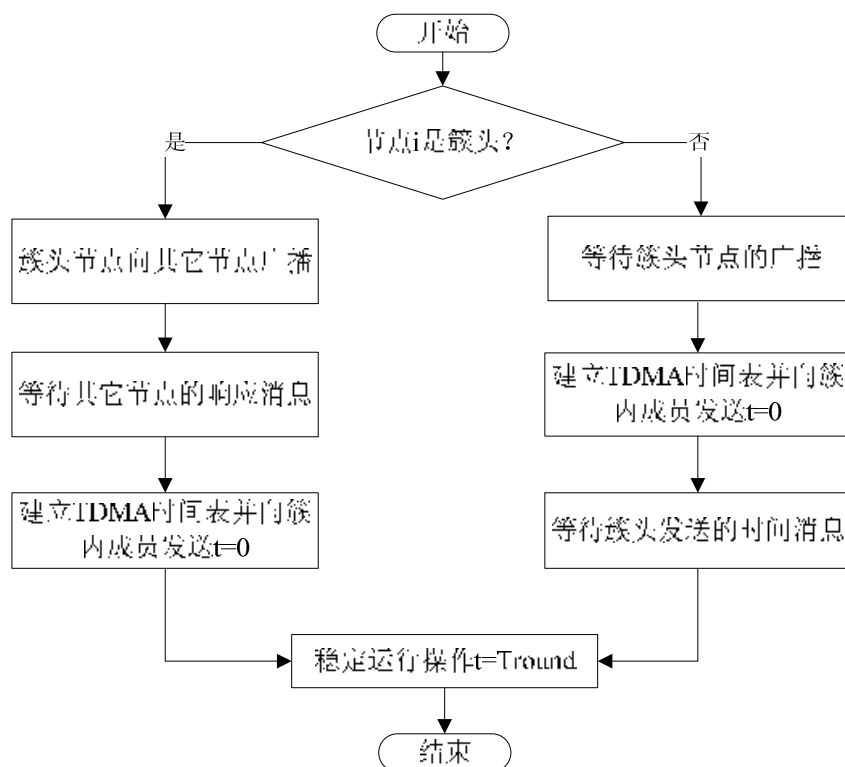 开始
节点i是簇头?
是
否
簇头节点向其它节点广播
等待其它节点的响应消息
建立TDMA时间表并向簇
内成员发送t=0
等待簇头节点的广播
建立TDMA时间表并向簇
内成员发送t=0
等待簇头发送的时间消息
稳定运行操作t=Tround
结束